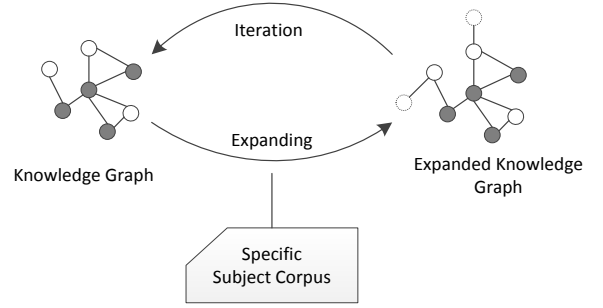 Iteration
Expanding
Knowledge Graph
Expanded Knowledge
Graph
Specific
Subject Corpus